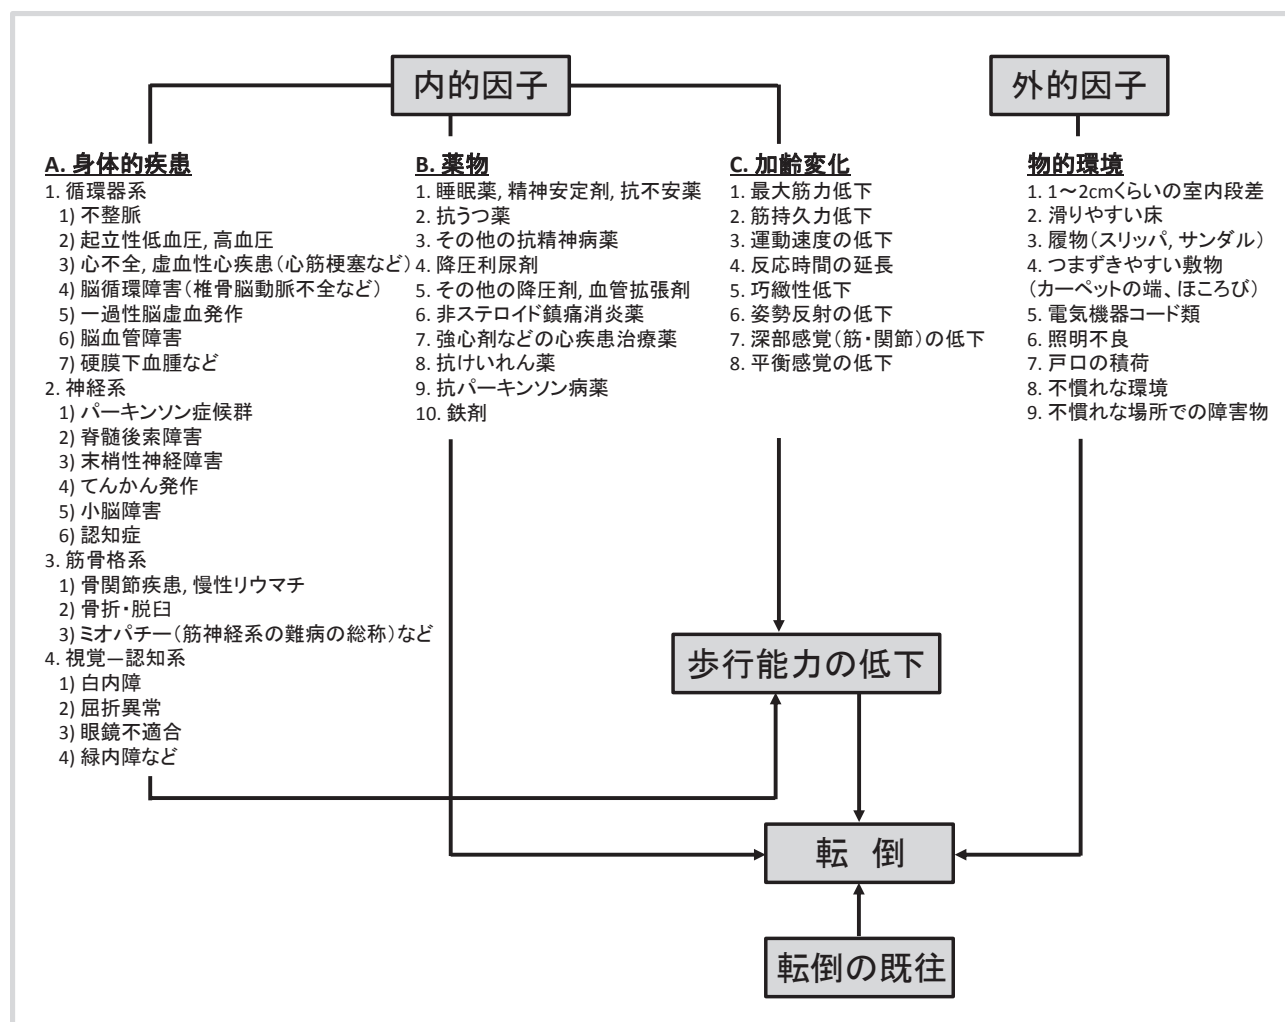 内的因子
外的因子
A. 身体的疾患
1. 循環器系
1) 不整脈
2) 起立性低血圧, 高血圧
3) 心不全, 虚血性心疾患（心筋梗塞など）
4) 脳循環障害（椎骨脳動脈不全など）
5) 一過性脳虚血発作
6) 脳血管障害
7) 硬膜下血腫など
2. 神経系
1) パーキンソン症候群
2) 脊髄後索障害
3) 末梢性神経障害
4) てんかん発作
5) 小脳障害
6) 認知症
3. 筋骨格系
1) 骨関節疾患, 慢性リウマチ
2) 骨折・脱臼
3) ミオパチー（筋神経系の難病の総称）など
4. 視覚―認知系
1) 白内障
2) 屈折異常
3) 眼鏡不適合
4) 緑内障など
B. 薬物
1. 睡眠薬, 精神安定剤, 抗不安薬
2. 抗うつ薬
3. その他の抗精神病薬
4. 降圧利尿剤
5. その他の降圧剤, 血管拡張剤
6. 非ステロイド鎮痛消炎薬
7. 強心剤などの心疾患治療薬
8. 抗けいれん薬
9. 抗パーキンソン病薬
10. 鉄剤
C. 加齢変化
1. 最大筋力低下
2. 筋持久力低下
3. 運動速度の低下
4. 反応時間の延長
5. 巧緻性低下
6. 姿勢反射の低下
7. 深部感覚（筋・関節）の低下
8. 平衡感覚の低下
物的環境
1. 1～2cmくらいの室内段差
2. 滑りやすい床
3. 履物（スリッパ, サンダル）
4. つまずきやすい敷物
（カーペットの端、ほころび）
5. 電気機器コード類
6. 照明不良
7. 戸口の積荷
8. 不慣れな環境
9. 不慣れな場所での障害物
歩行能力の低下
転 倒
転倒の既往